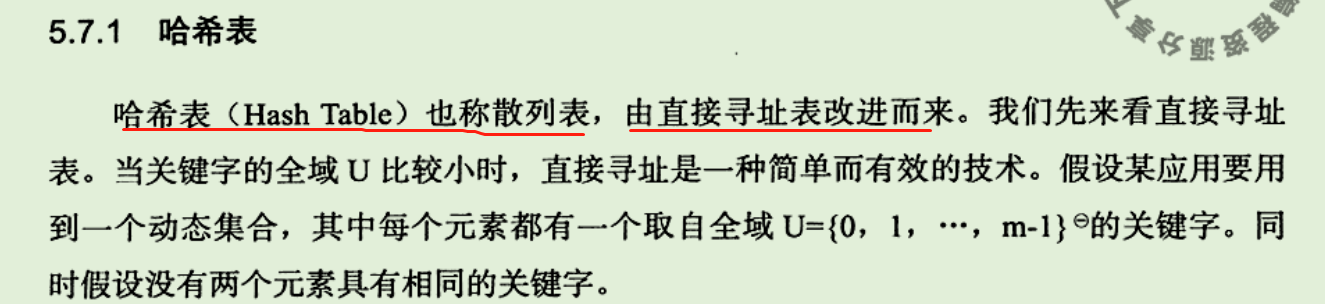 5.7.1 哈希表
程资源分享
哈希表（Hash Table）也称散列表，由直接寻址表改进而来。我们先来看直接寻址
表。当关键字的全域 U 比较小时，直接寻址是一种简单而有效的技术。假设某应用要用
到一个动态集合，其中每个元素都有一个取自全域 U={0，1，…，m-1}⊖的关键字。同
时假设没有两个元素具有相同的关键字。